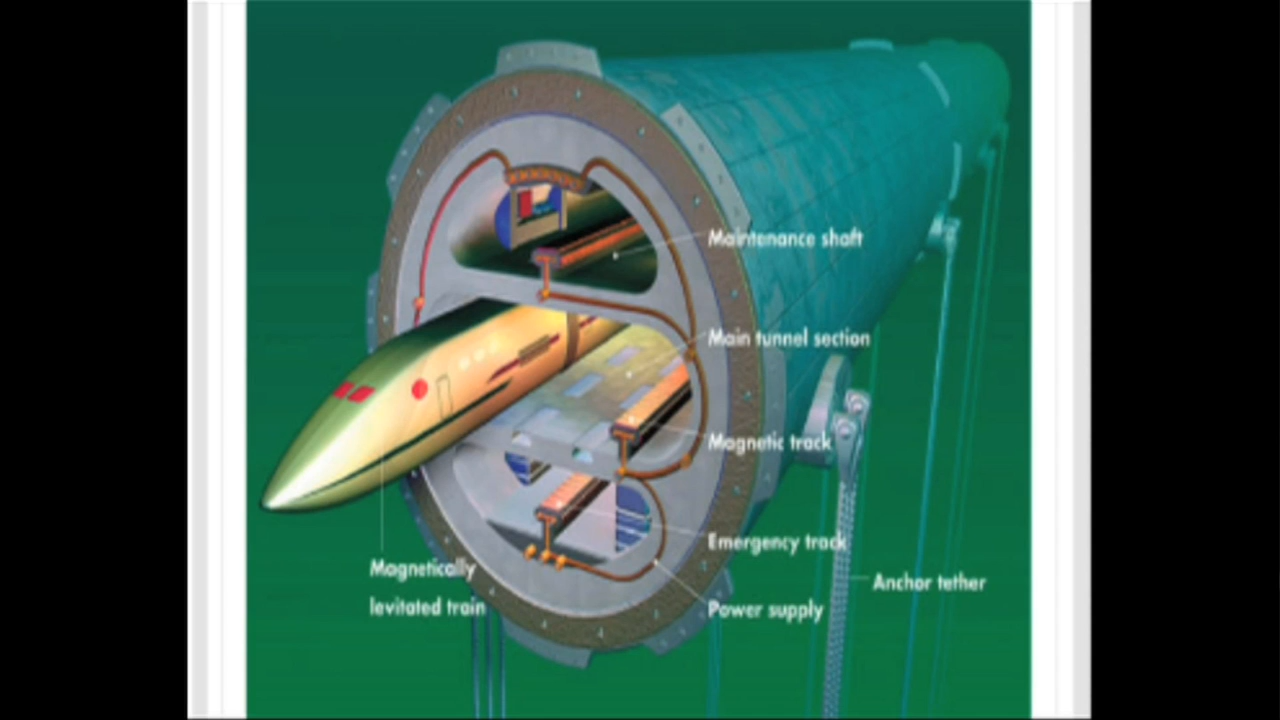 Maintenance shaft
Main tunnel section
Magnetic track
Emergency track
Magnetically
levitated train
Anchor tether
Power supply